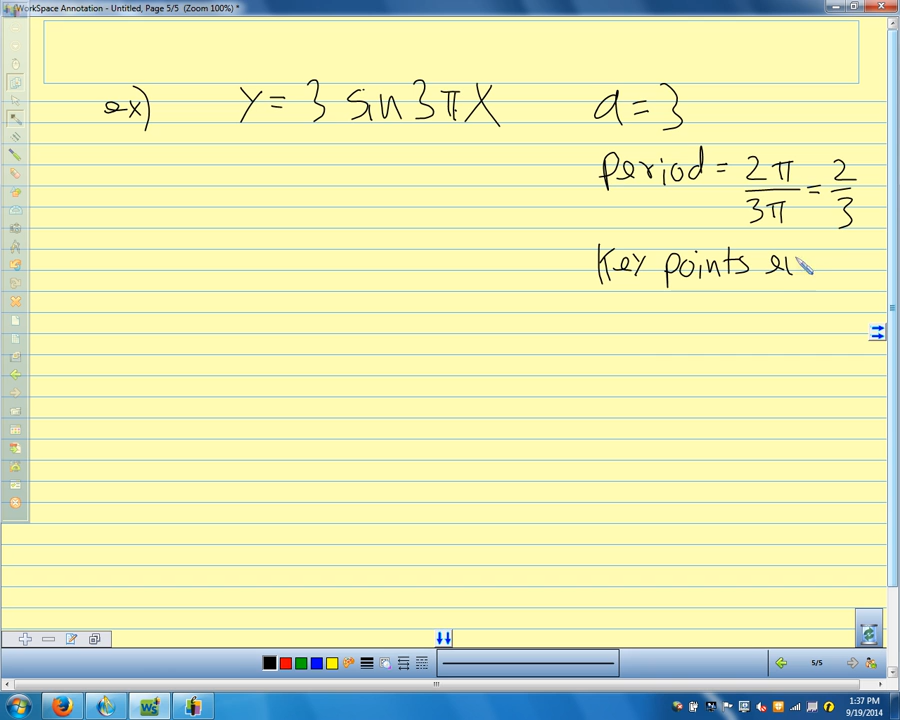 WorkSpace Annotation - Untitled, Page 5/5 (Zoom 100%) *
ex) y = 3 sin 3πx a = 3
period = 2π/3π = 2/3
Key points
5/5
1:37 PM
9/19/2014